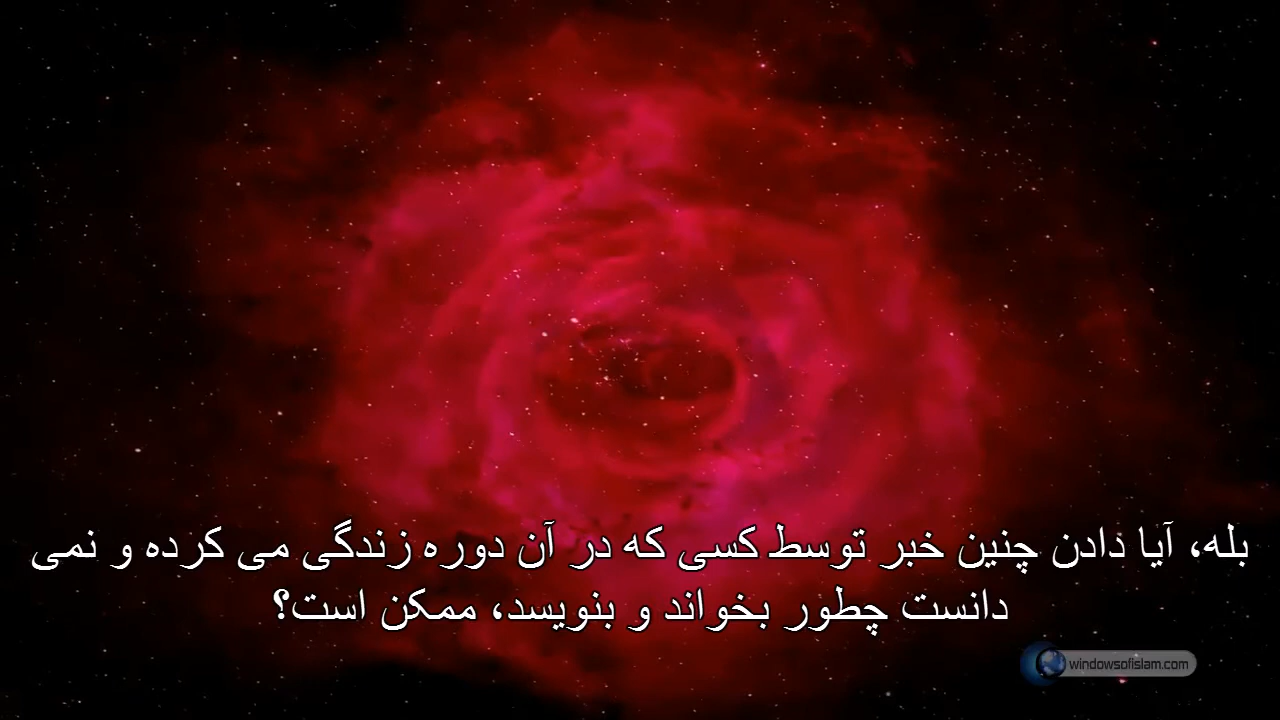 بله، آیا دادن چنین خبر توسط کسی که در آن دوره زندگی می کرده و نمی
دانست چطور بخواند و بنویسد، ممکن است؟
windowsofislam.com